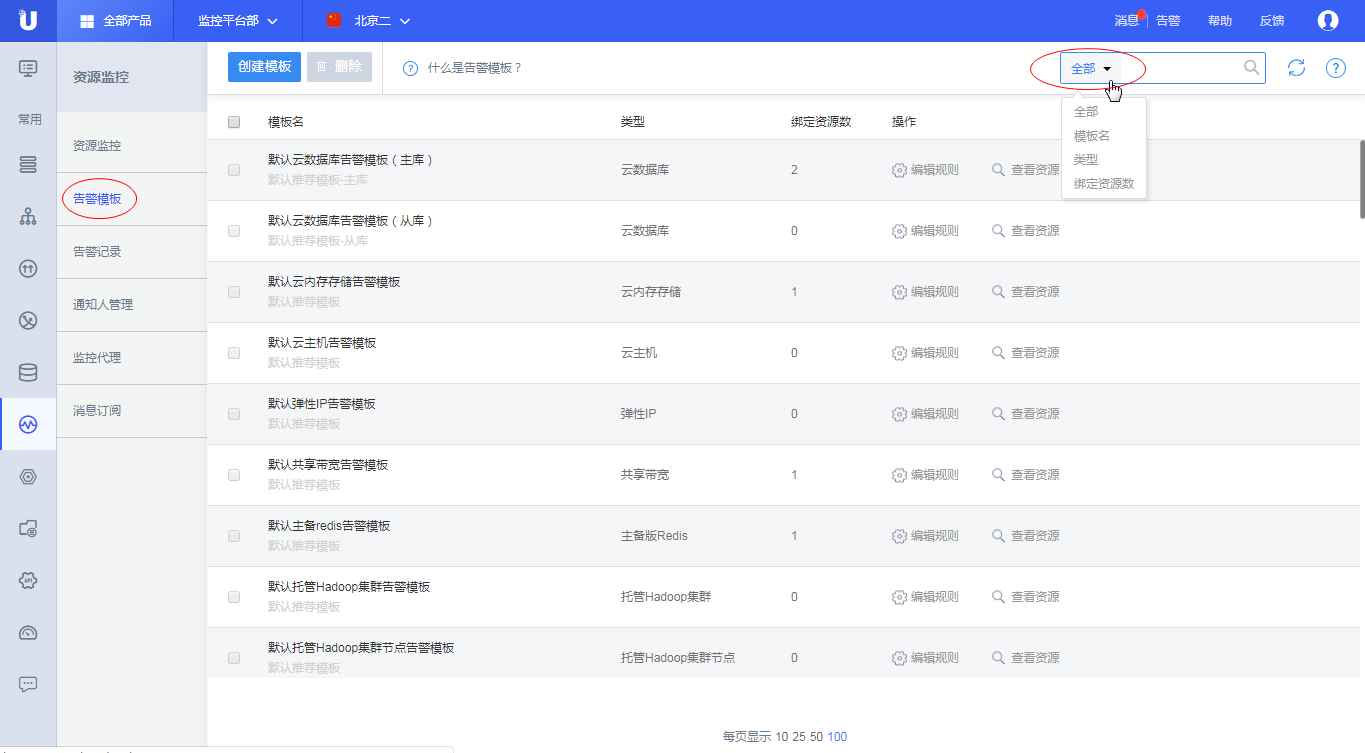 全部产品
监控平台部
北京二
消息
告警
帮助
反馈
资源监控
常用
资源监控
告警模板
告警记录
通知人管理
监控代理
消息订阅
创建模板
删除
什么是告警模板？
全部
全部
模板名
类型
绑定资源数
模板名 类型 绑定资源数 操作
默认云数据库告警模板（主库）
默认推荐模板-主库
云数据库 2 编辑规则 查看资源
默认云数据库告警模板（从库）
默认推荐模板-从库
云数据库 0 编辑规则 查看资源
默认云内存存储告警模板
默认推荐模板
云内存存储 1 编辑规则 查看资源
默认云主机告警模板
默认推荐模板
云主机 0 编辑规则 查看资源
默认弹性IP告警模板
默认推荐模板
弹性IP 0 编辑规则 查看资源
默认共享带宽告警模板
默认推荐模板
共享带宽 1 编辑规则 查看资源
默认主备redis告警模板
默认推荐模板
主备版Redis 1 编辑规则 查看资源
默认托管Hadoop集群告警模板
默认推荐模板
托管Hadoop集群 0 编辑规则 查看资源
默认托管Hadoop集群节点告警模板
默认推荐模板
托管Hadoop集群节点 0 编辑规则 查看资源
每页显示 10 25 50 100